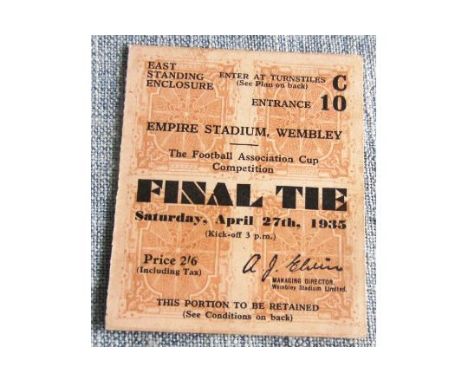 EAST
STANDING
ENCLOSURE
ENTER AT TURNSTILES C
(See Plan on back)
ENTRANCE 10
EMPIRE STADIUM, WEMBLEY
The Football Association Cup
Competition
FINAL TIE
Saturday, April 27th, 1935
(Kick-off 3 p.m.)
Price 2/6
(Including Tax)
A. J. Elvin
MANAGING DIRECTOR,
Wembley Stadium Limited.
THIS PORTION TO BE RETAINED
(See Conditions on back)